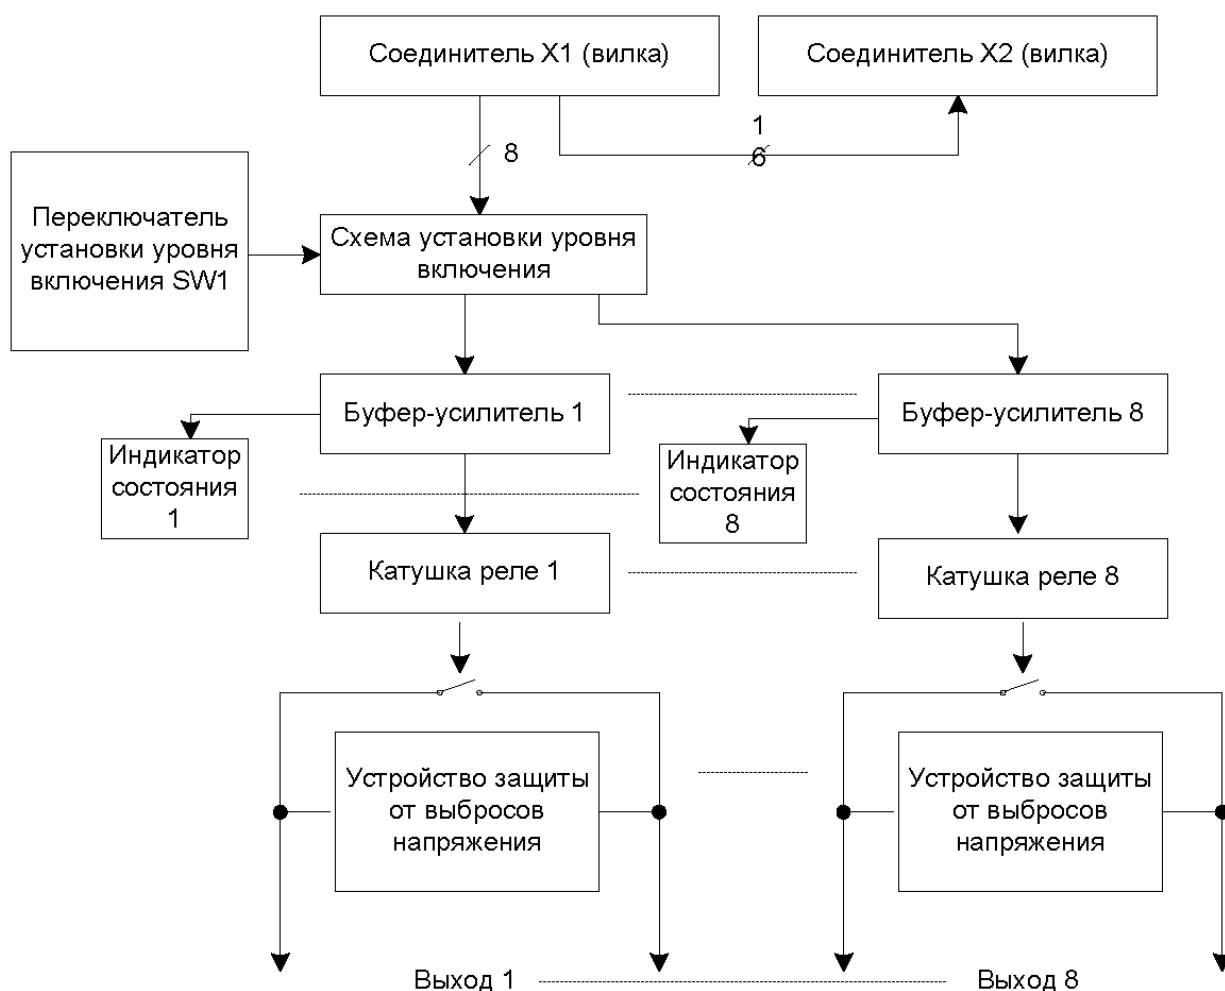 Соединитель X1 (вилка)
Соединитель X2 (вилка)
8
1
6
Переключатель
установки уровня
включения SW1
Схема установки уровня
включения
Буфер-усилитель 1
Буфер-усилитель 8
Индикатор
состояния
1
Индикатор
состояния
8
Катушка реле 1
Катушка реле 8
Устройство защиты
от выбросов
напряжения
Устройство защиты
от выбросов
напряжения
Выход 1
Выход 8